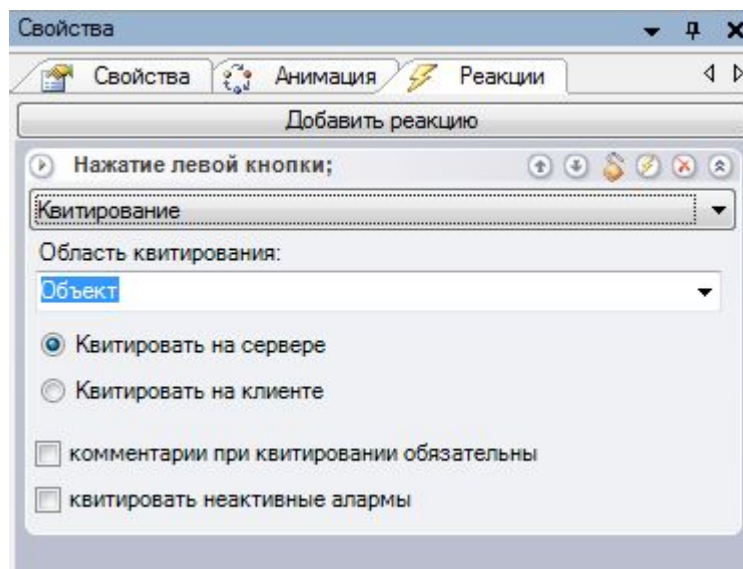 Свойства
Свойства Анимация Реакции
Добавить реакцию
Нажатие левой кнопки;
Квитирование
Область квитирования:
Объект
Квитировать на сервере
Квитировать на клиенте
комментарии при квитировании обязательны
квитировать неактивные алармы